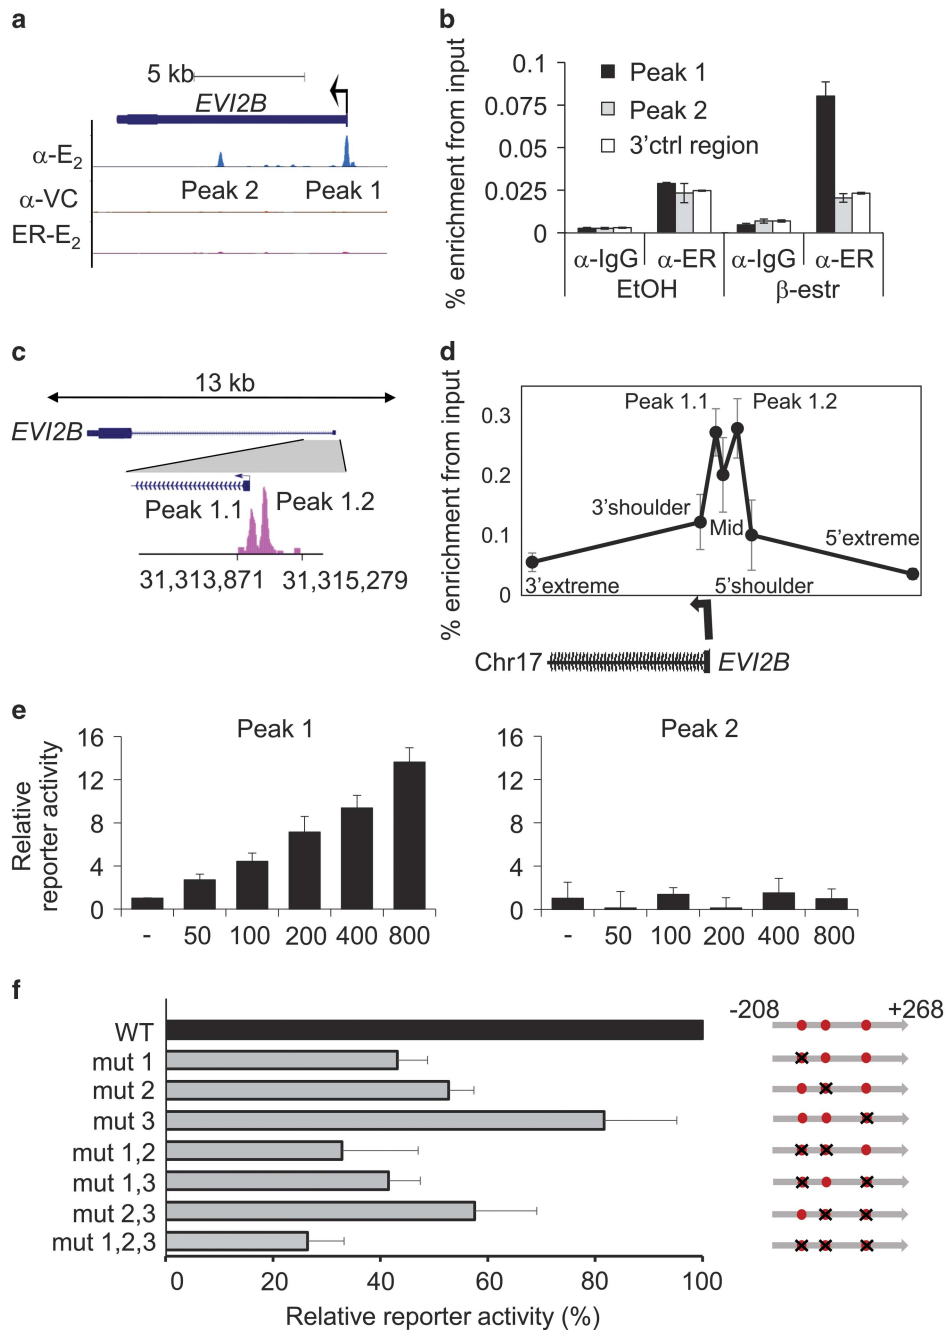 a
5 kb
EVI2B
α-E2
Peak 2 Peak 1
α-VC
ER-E2
b
% enrichment from input
0.1
0.075
0.05
0.025
0
Peak 1
Peak 2
3'ctrl region
α-IgG α-ER α-IgG α-ER
EtOH β-estr
c
13 kb
EVI2B
Peak 1.1 Peak 1.2
31,313,871 31,315,279
d
% enrichment from input
0.3
0.2
0.1
0
Peak 1.1 Peak 1.2
3'shoulder
Mid
5'extreme
3'extreme
5'shoulder
Chr17 EVI2B
e
Peak 1
Relative
reporter activity
16
12
8
4
0
- 50 100 200 400 800
Peak 2
16
12
8
4
0
- 50 100 200 400 800
f
-208 +268
WT
mut 1
mut 2
mut 3
mut 1,2
mut 1,3
mut 2,3
mut 1,2,3
0 20 40 60 80 100
Relative reporter activity (%)